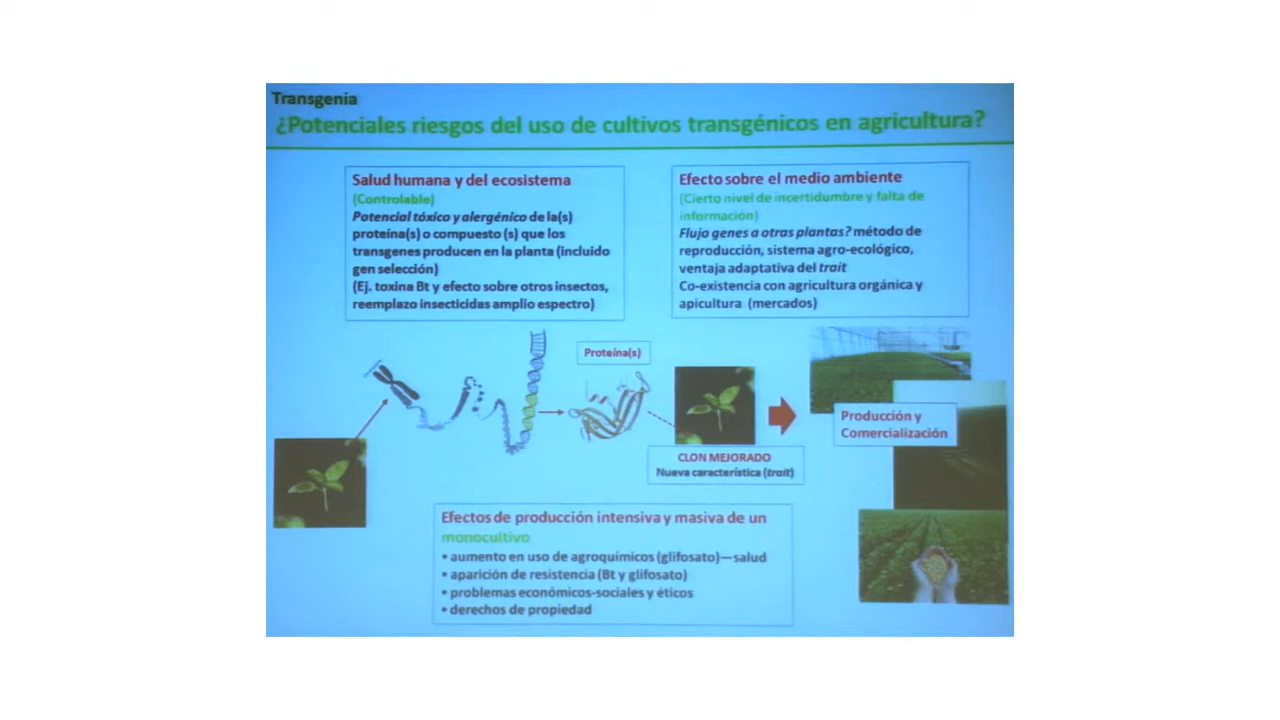 Transgenia
¿Potenciales riesgos del uso de cultivos transgénicos en agricultura?
Salud humana y del ecosistema
(Controlable)
Potencial tóxico y alergénico de la(s)
proteína(s) o compuesto (s) que los
transgenes producen en la planta (incluido
gen selección)
(Ej. toxina Bt y efecto sobre otros insectos,
reemplazo insecticidas amplio espectro)
Efecto sobre el medio ambiente
(Cierto nivel de incertidumbre y falta de
información)
Flujo genes a otras plantas? método de
reproducción, sistema agro-ecológico,
ventaja adaptativa del trait
Co-existencia con agricultura orgánica y
apicultura (mercados)
Proteína(s)
CLON MEJORADO
Nueva característica (trait)
Producción y
Comercialización
Efectos de producción intensiva y masiva de un
monocultivo
• aumento en uso de agroquímicos (glifosato)—salud
• aparición de resistencia (Bt y glifosato)
• problemas económicos-sociales y éticos
• derechos de propiedad